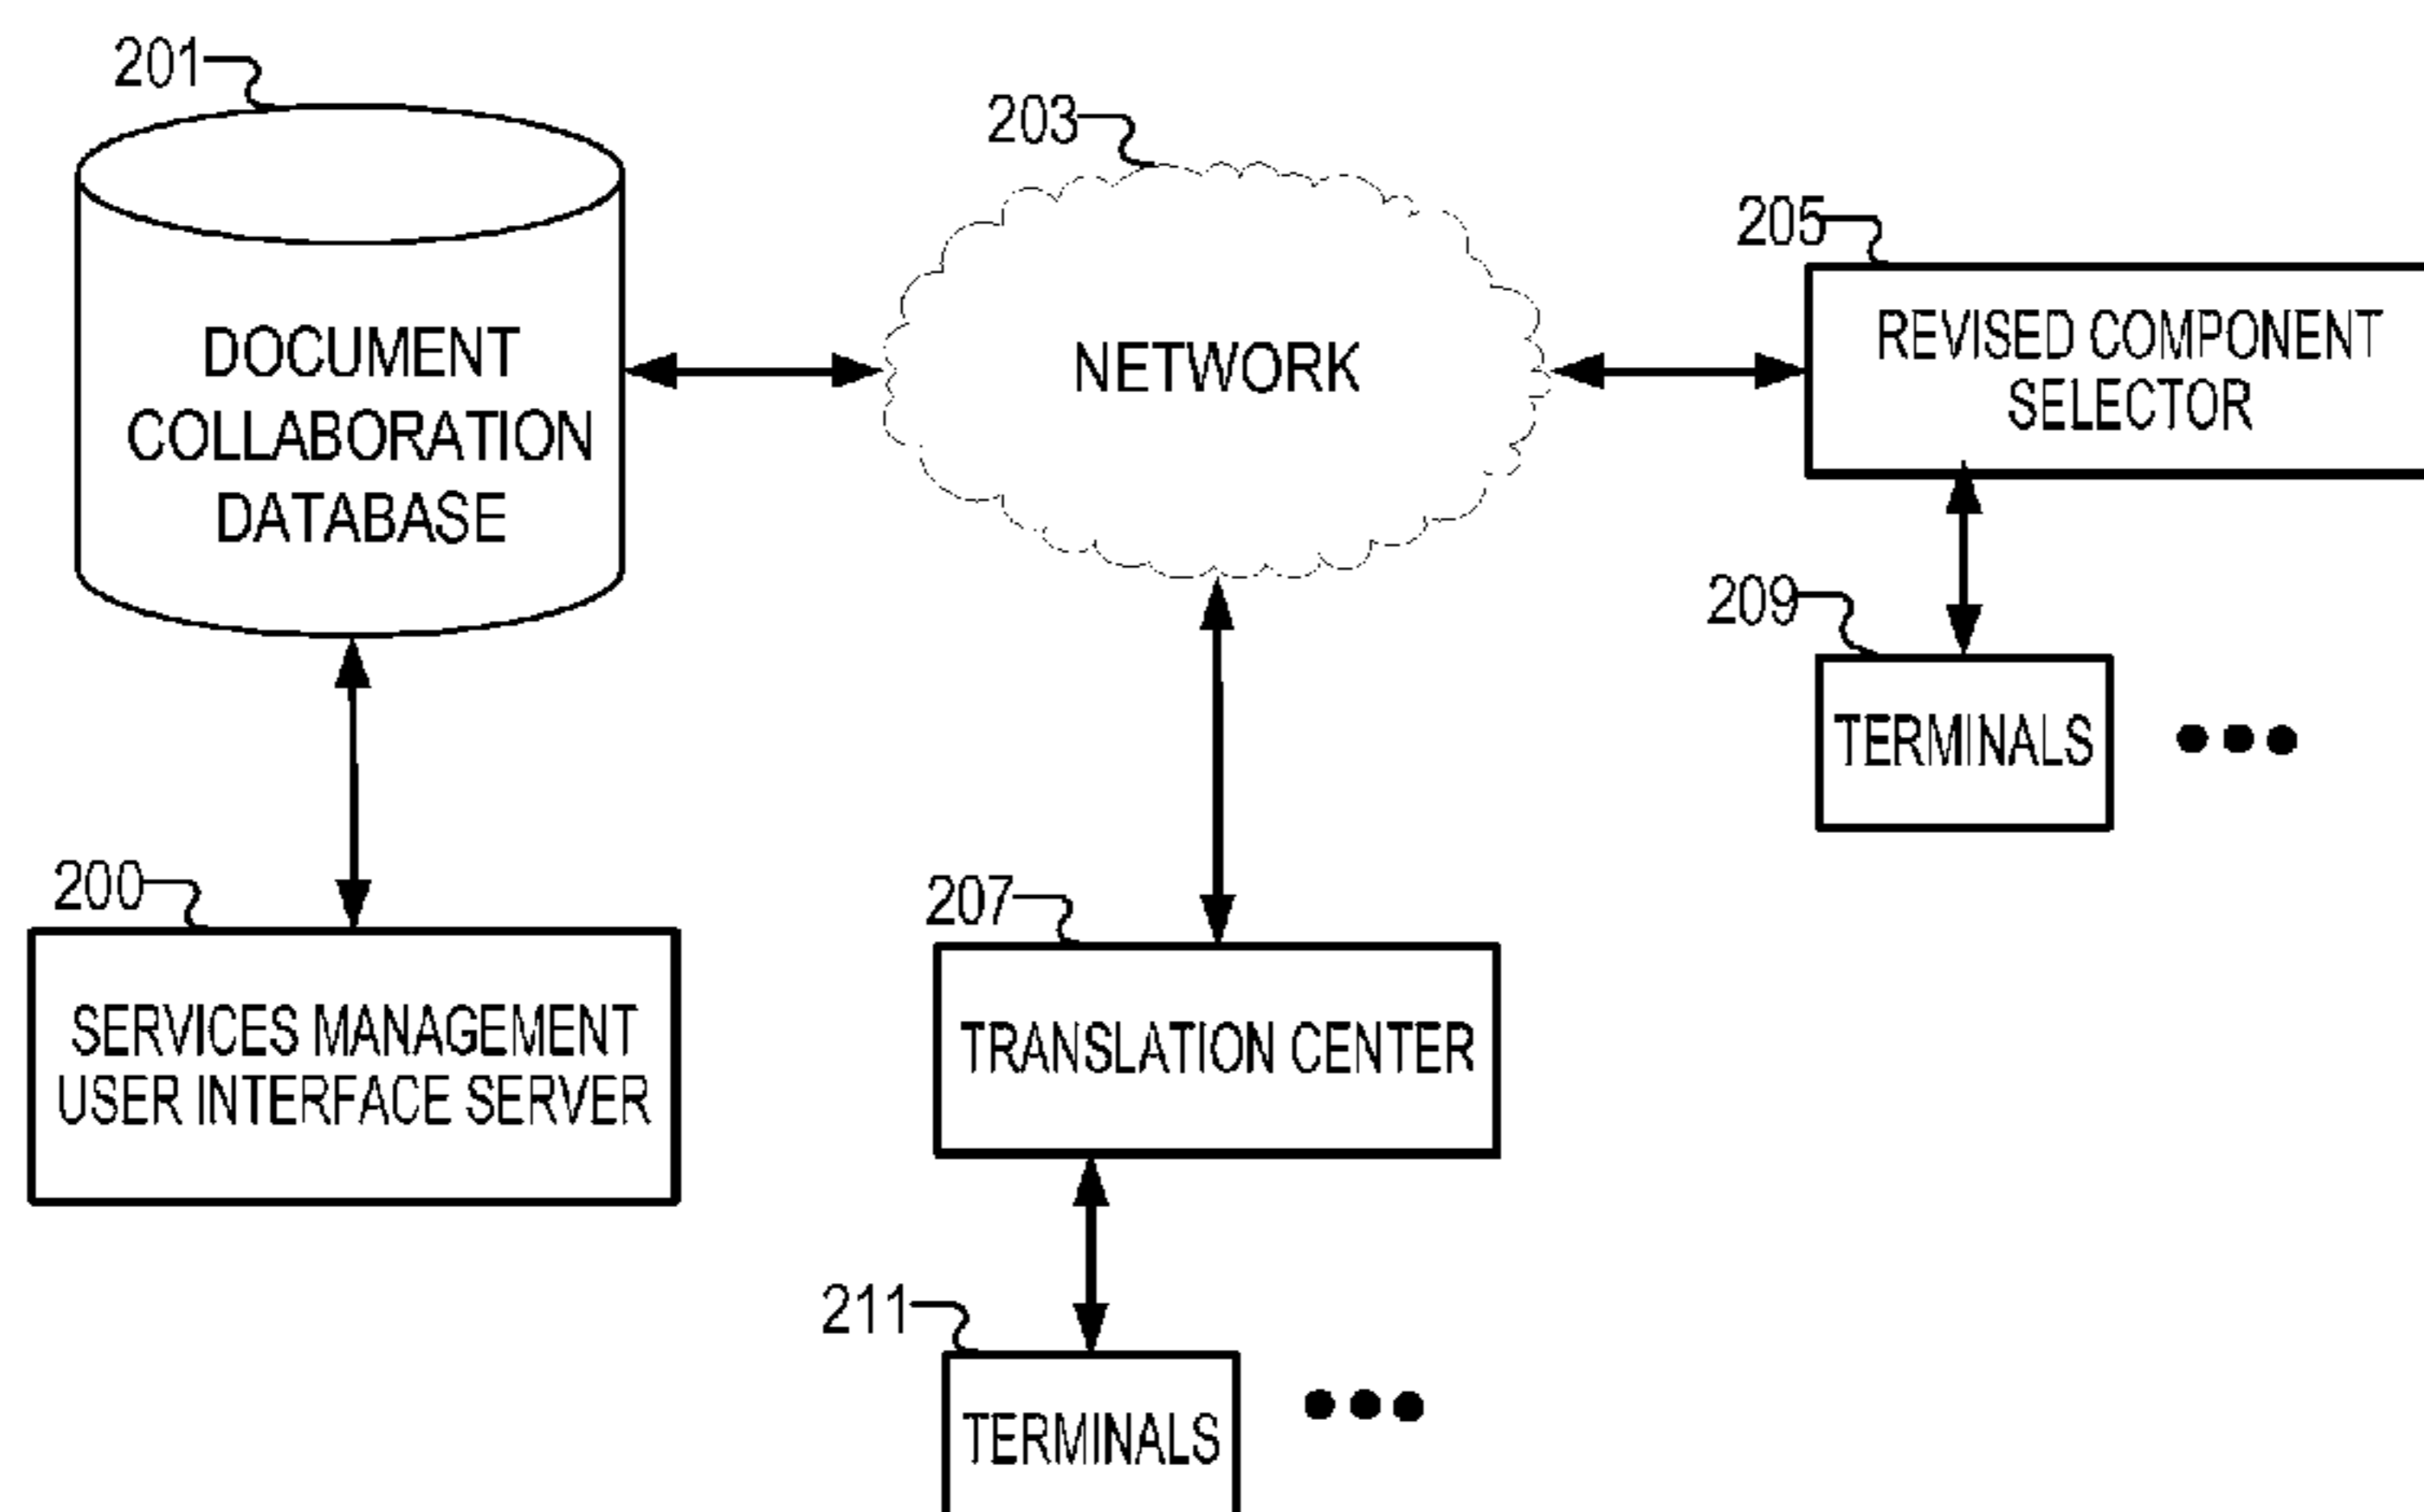 201
DOCUMENT
COLLABORATION
DATABASE
203
NETWORK
205
REVISED COMPONENT
SELECTOR
209
TERMINALS
200
SERVICES MANAGEMENT
USER INTERFACE SERVER
207
TRANSLATION CENTER
211
TERMINALS